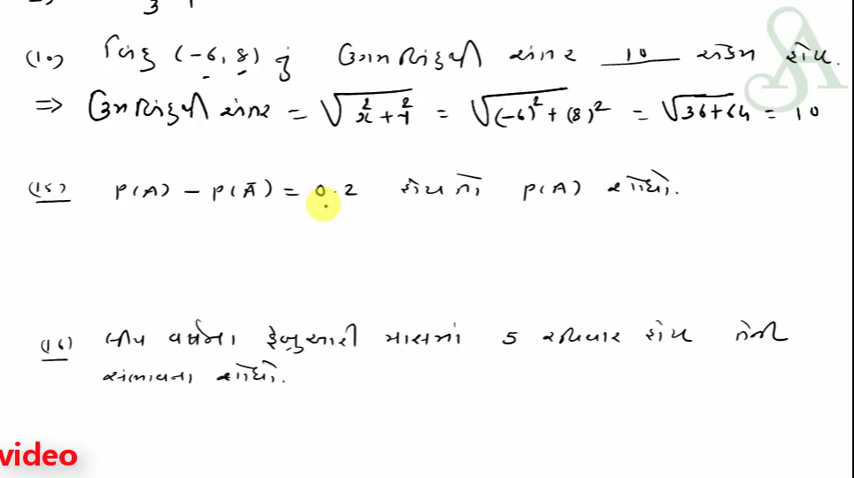 (10) બિંદુ (-6, 8) નું ઉગમબિંદુથી અંતર 10 એકમ હોય.
⇒ ઉગમબિંદુથી અંતર = √x²+y² = √(-6)²+(8)² = √36+64 = 10
(15) P(A) - P(Ā) = 0.2 હોય તો P(A) શોધો.
(16) લીપ વર્ષના ફેબ્રુઆરી માસમાં 5 રવિવાર હોય તેની
સંભાવના શોધો.
video